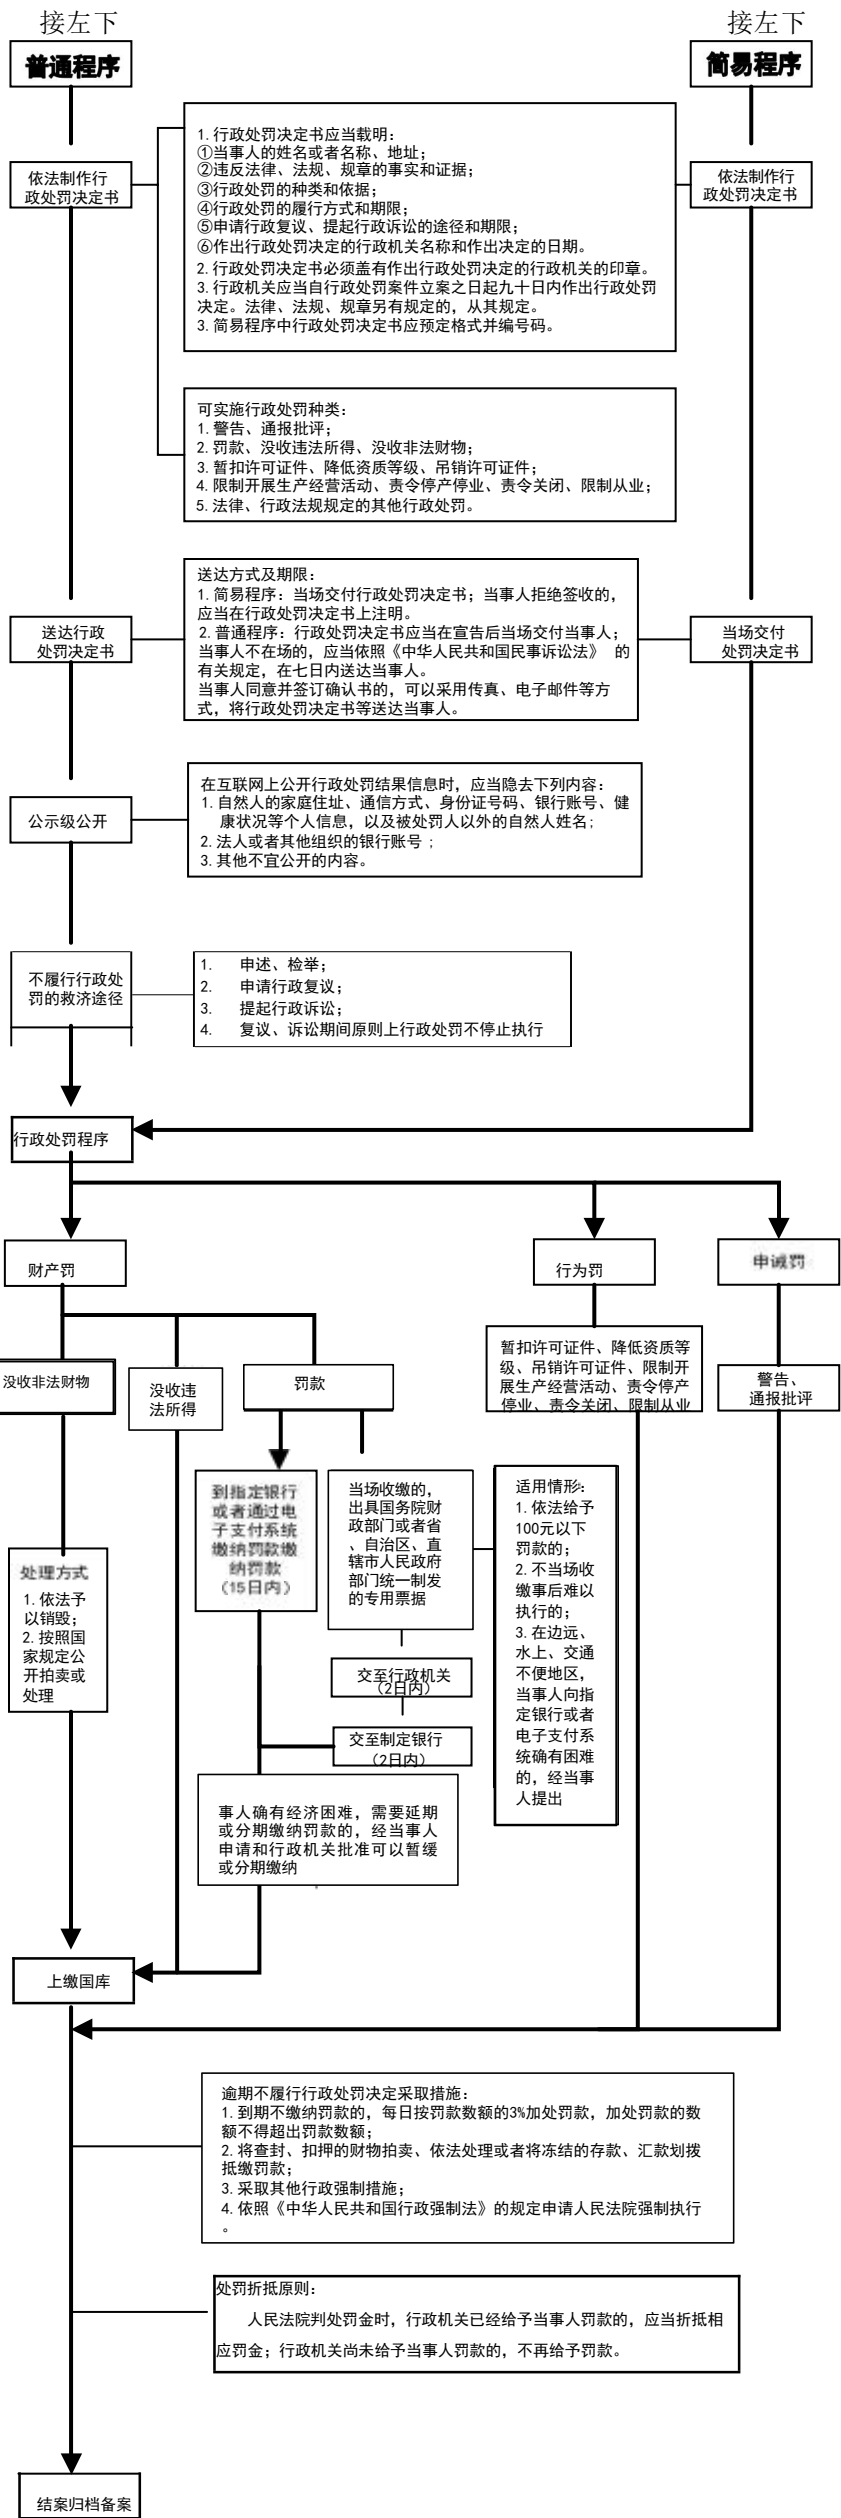 接左下
接左下
普通程序
简易程序
依法制作行
政处罚决定书
1.行政处罚决定书应当载明：
①当事人的姓名或者名称、地址；
②违反法律、法规、规章的事实和证据；
③行政处罚的种类和依据；
④行政处罚的履行方式和期限；
⑤申请行政复议、提起行政诉讼的途径和期限；
⑥作出行政处罚决定的行政机关名称和作出决定的日期。
2.行政处罚决定书必须盖有作出行政处罚决定的行政机关的印章。
3.行政机关应当自行政处罚案件立案之日起九十日内作出行政处罚
决定。法律、法规、规章另有规定的，从其规定。
3.简易程序中行政处罚决定书应预定格式并编号码。
依法制作行
政处罚决定书
可实施行政处罚种类：
1.警告、通报批评；
2.罚款、没收违法所得、没收非法财物；
3.暂扣许可证件、降低资质等级、吊销许可证件；
4.限制开展生产经营活动、责令停产停业、责令关闭、限制从业；
5.法律、行政法规规定的其他行政处罚。
送达行政
处罚决定书
送达方式及期限：
1.简易程序：当场交付行政处罚决定书；当事人拒绝签收的，
应当在行政处罚决定书上注明。
2.普通程序：行政处罚决定书应当在宣告后当场交付当事人；
当事人不在场的，应当依照《中华人民共和国民事诉讼法》 的
有关规定，在七日内送达当事人。
当事人同意并签订确认书的，可以采用传真、电子邮件等方
式，将行政处罚决定书等送达当事人。
当场交付
处罚决定书
公示级公开
在互联网上公开行政处罚结果信息时，应当隐去下列内容：
1.自然人的家庭住址、通信方式、身份证号码、银行账号、健
康状况等个人信息，以及被处罚人以外的自然人姓名；
2.法人或者其他组织的银行账号；
3.其他不宜公开的内容。
不履行行政处
罚的救济途径
1. 申述、检举；
2. 申请行政复议；
3. 提起行政诉讼；
4. 复议、诉讼期间原则上行政处罚不停止执行
行政处罚程序
财产罚
行为罚
申诫罚
没收非法财物
没收违
法所得
罚款
暂扣许可证件、降低资质等
级、吊销许可证件、限制开
展生产经营活动、责令停产
停业、责令关闭、限制从业
警告、
通报批评
到指定银行
或者通过电
子支付系统
缴纳罚款缴
纳罚款
（15日内）
当场收缴的，
出具国务院财
政部门或者省
、自治区、直
辖市人民政府
部门统一制发
的专用票据
适用情形：
1.依法给予
100元以下
罚款的；
2.不当场收
缴事后难以
执行的；
3.在边远、
水上、交通
不便地区，
当事人向指
定银行或者
电子支付系
统确有困难
的，经当事
人提出
处理方式
1.依法予
以销毁；
2.按照国
家规定公
开拍卖或
处理
交至行政机关
（2日内）
交至制定银行
（2日内）
事人确有经济困难，需要延期
或分期缴纳罚款的，经当事人
申请和行政机关批准可以暂缓
或分期缴纳
上缴国库
逾期不履行行政处罚决定采取措施：
1.到期不缴纳罚款的，每日按罚款数额的3%加处罚款，加处罚款的数
额不得超出罚款数额；
2.将查封、扣押的财物拍卖、依法处理或者将冻结的存款、汇款划拨
抵缴罚款；
3.采取其他行政强制措施；
4.依照《中华人民共和国行政强制法》的规定申请人民法院强制执行
。
处罚折抵原则：
人民法院判处罚金时，行政机关已经给予当事人罚款的，应当折抵相
应罚金；行政机关尚未给予当事人罚款的，不再给予罚款。
结案归档备案